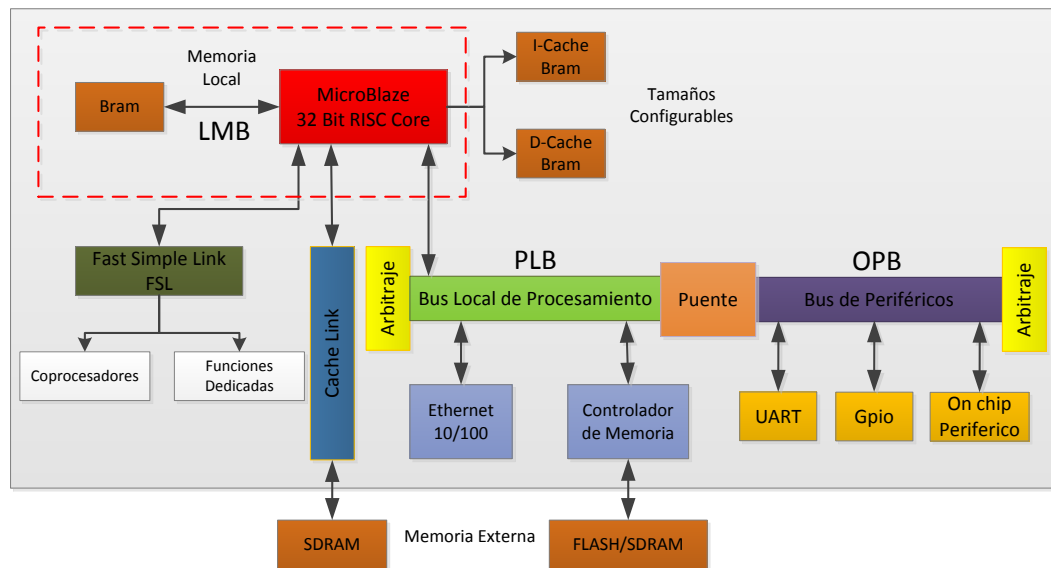 Memoria
Local
Bram
LMB
MicroBlaze
32 Bit RISC Core
I-Cache
Bram
D-Cache
Bram
Tamaños
Configurables
Fast Simple Link
FSL
Coprocesadores
Funciones
Dedicadas
Cache Link
Arbitraje
PLB
Bus Local de Procesamiento
Puente
OPB
Bus de Periféricos
Arbitraje
Ethernet
10/100
Controlador
de Memoria
UART
Gpio
On chip
Periferico
SDRAM
Memoria Externa
FLASH/SDRAM